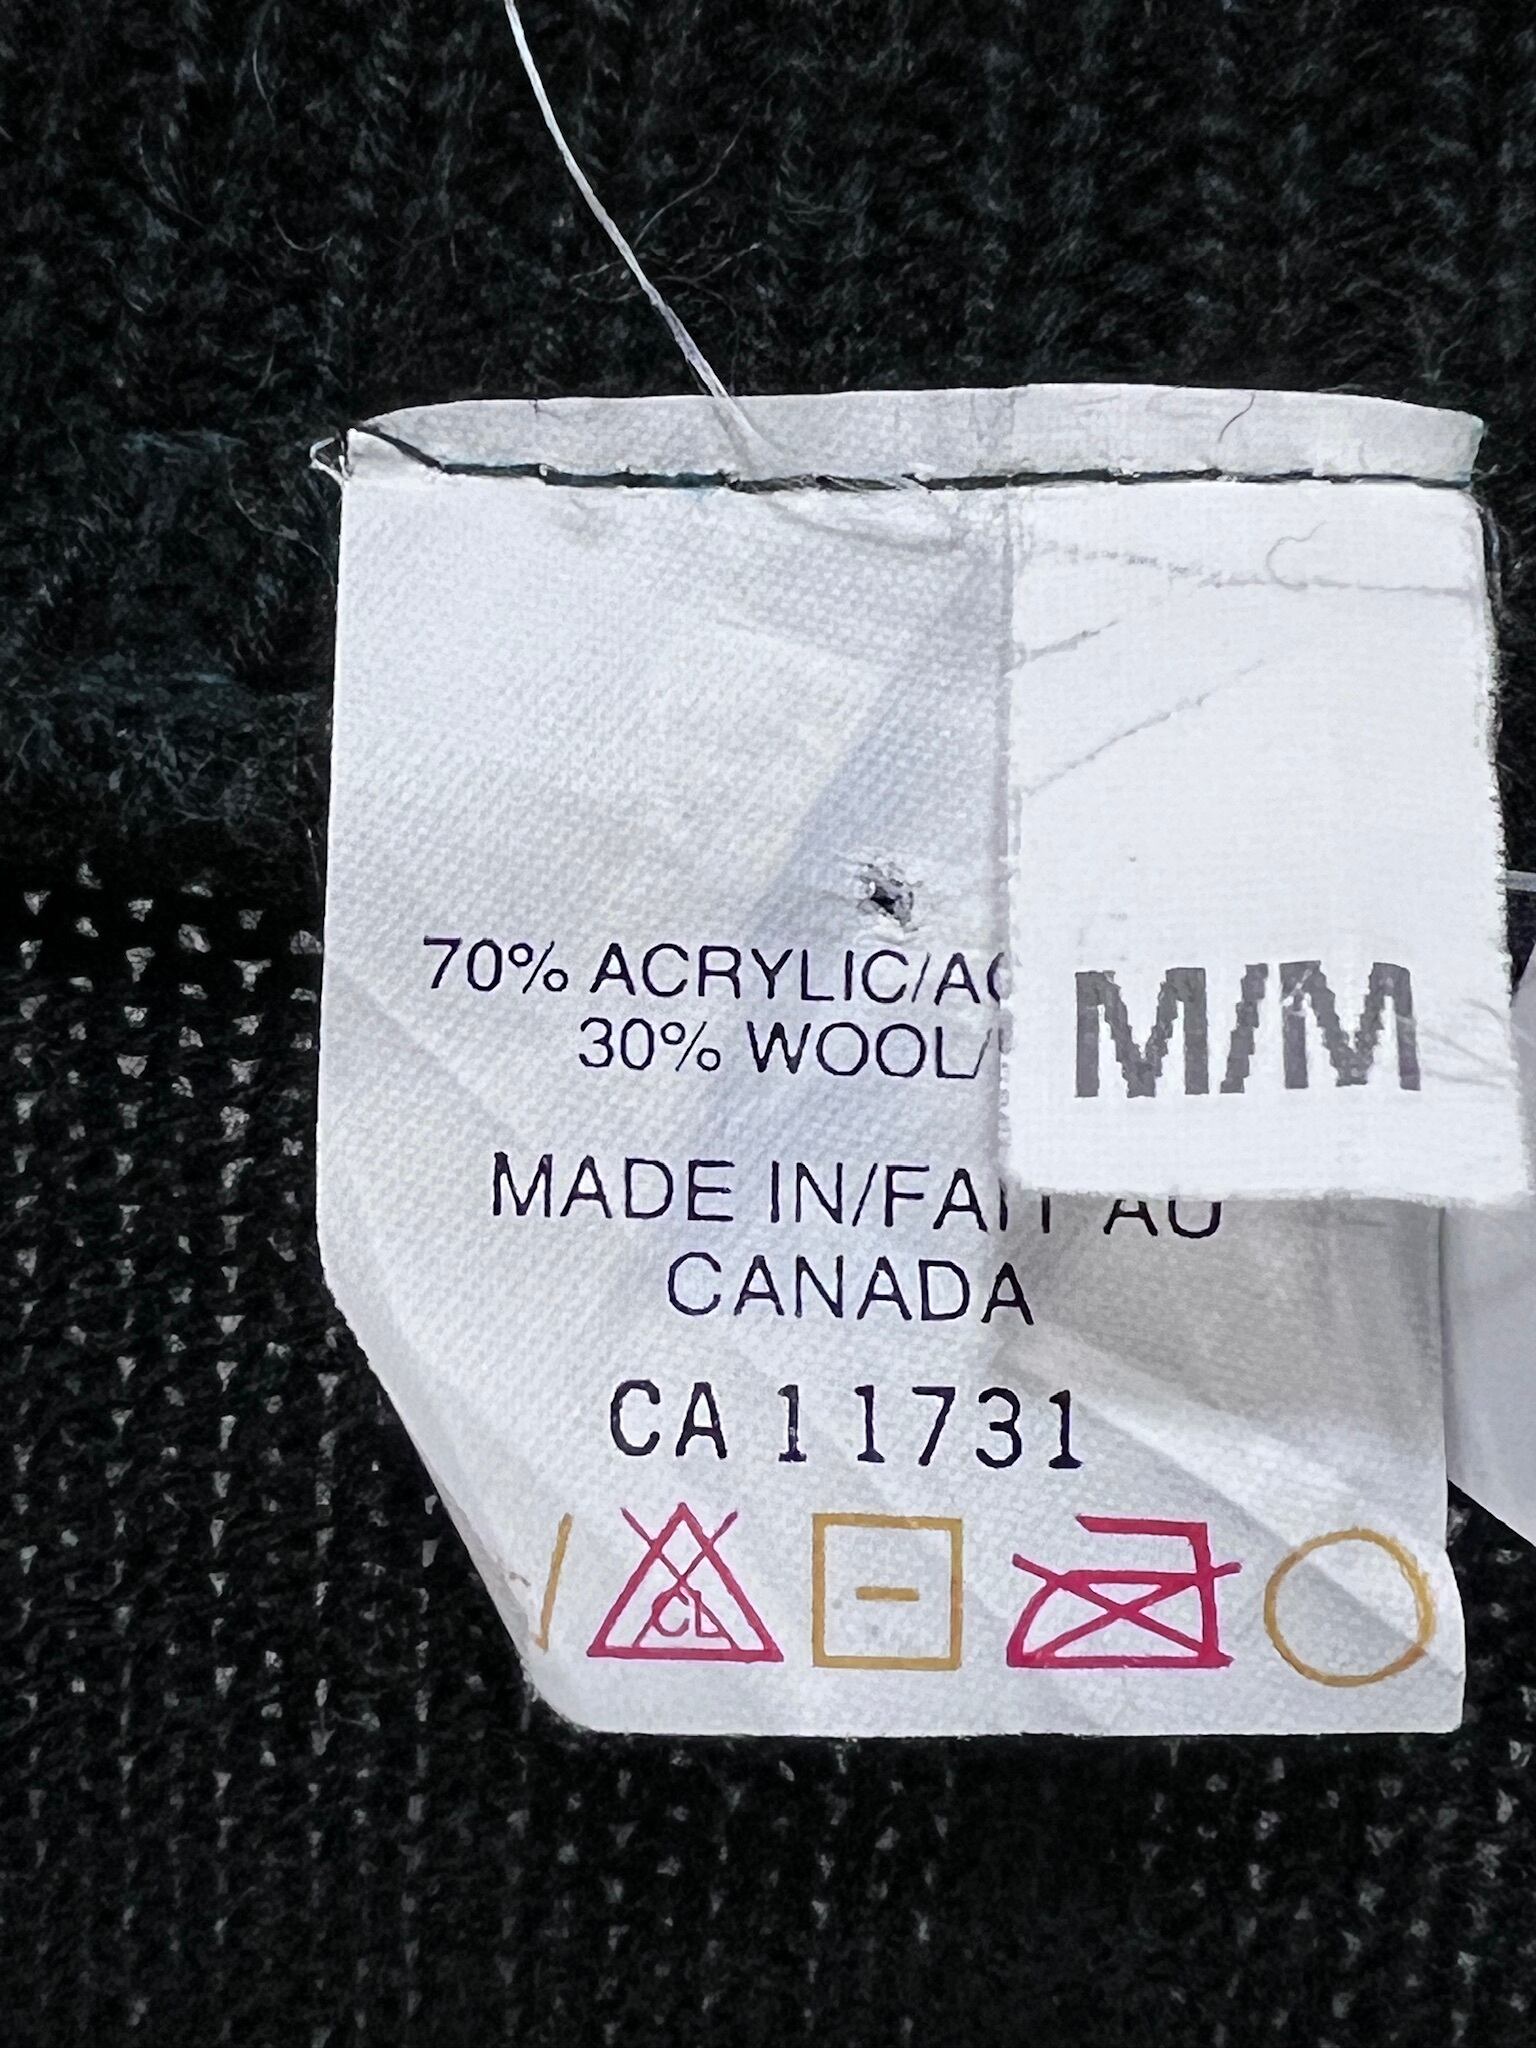 70% ACRYLIC/AC
30% WOOL/
M/M
MADE IN/FAIT AU
CANADA
CA 11731
CL